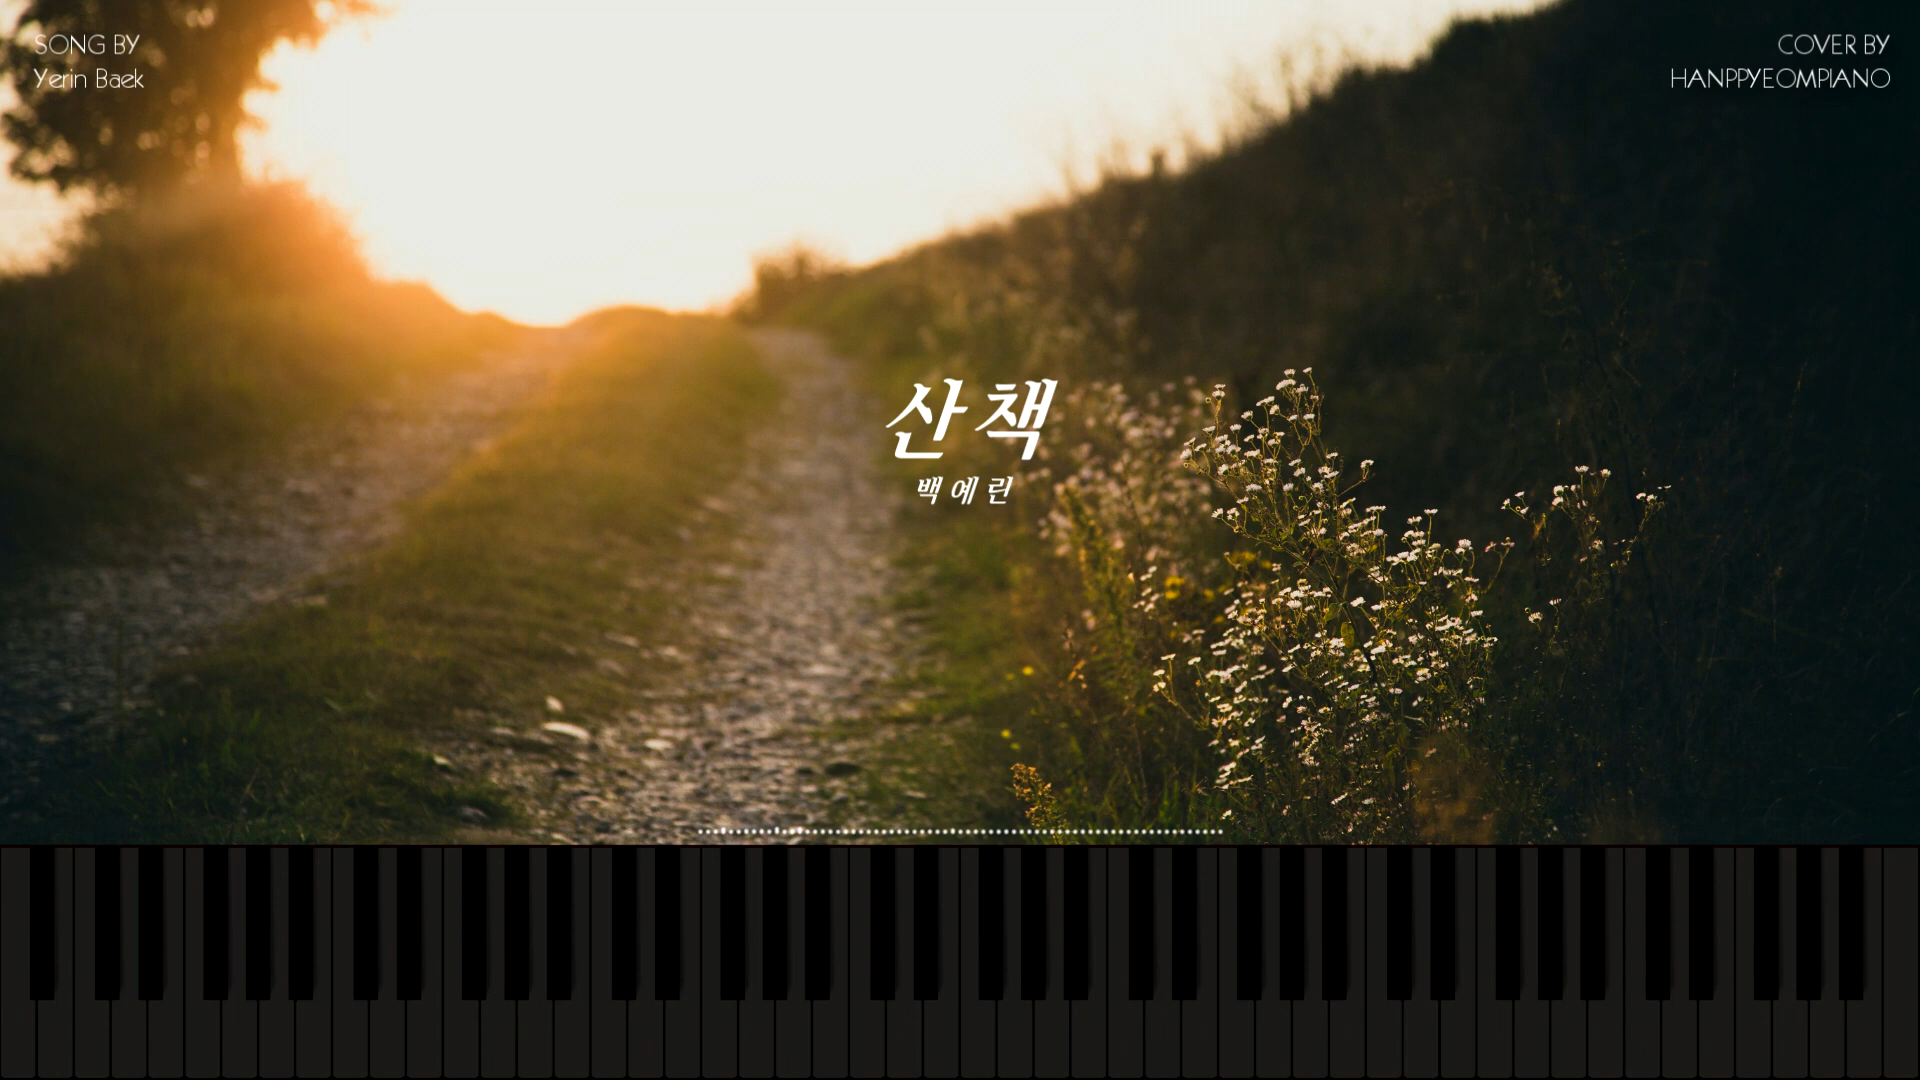 SONG BY
Yerin Baek
COVER BY
HANPPYEOMPIANO
산책
백예린